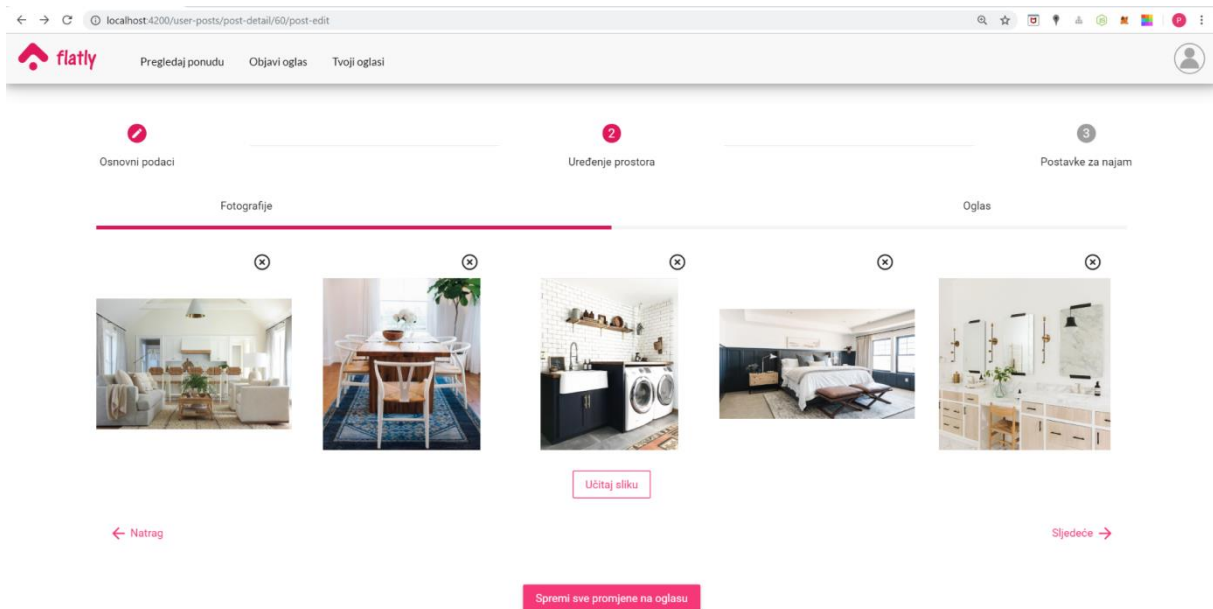 localhost:4200/user-posts/post-detail/60/post-edit
P
flatly
Pregledaj ponudu Objavi oglas Tvoji oglasi
2 3
Osnovni podaci Uređenje prostora Postavke za najam
Fotografije Oglas
Učitaj sliku
Natrag Sljedeće
Spremi sve promjene na oglasu